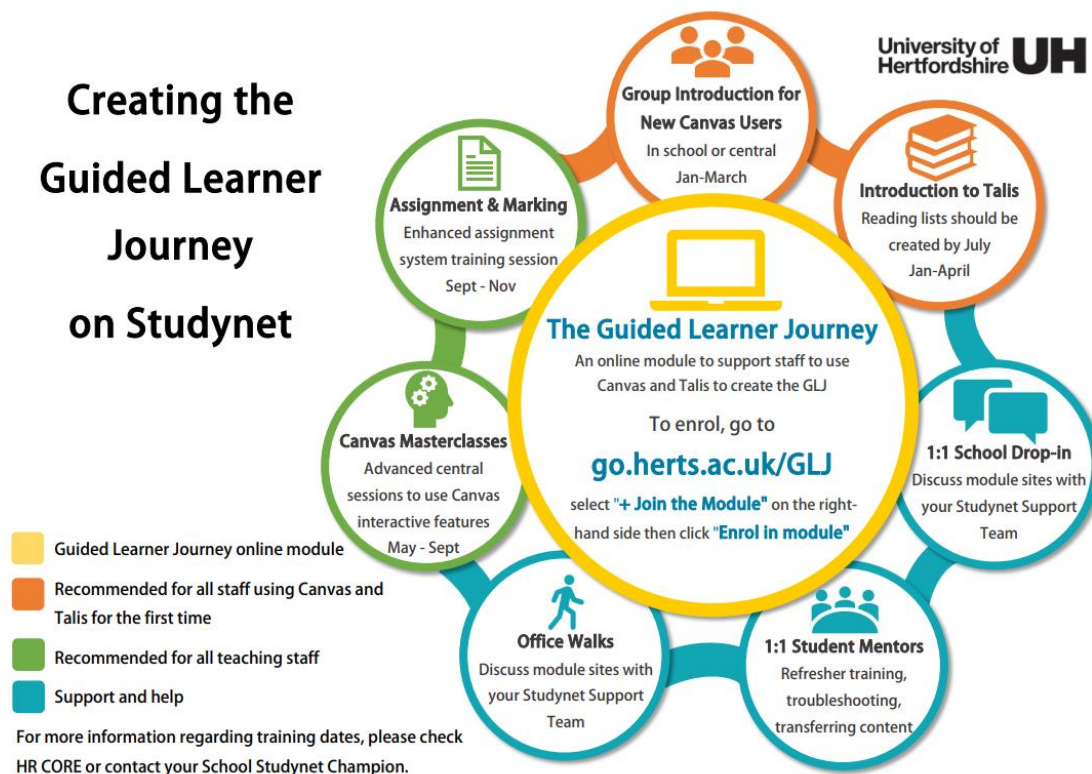 Creating the
Guided Learner
Journey
on Studynet
University of
Hertfordshire UH
Group Introduction for
New Canvas Users
In school or central
Jan-March
Introduction to Talis
Reading lists should be
created by July
Jan-April
1:1 School Drop-in
Discuss module sites with
your Studynet Support
Team
1:1 Student Mentors
Refresher training,
troubleshooting,
transferring content
Office Walks
Discuss module sites with
your Studynet Support
Team
Canvas Masterclasses
Advanced central
sessions to use Canvas
interactive features
May - Sept
Assignment & Marking
Enhanced assignment
system training session
Sept - Nov
The Guided Learner Journey
An online module to support staff to use
Canvas and Talis to create the GLJ
To enrol, go to
go.herts.ac.uk/GLJ
select "+ Join the Module" on the right-
hand side then click "Enrol in module"
Guided Learner Journey online module
Recommended for all staff using Canvas and
Talis for the first time
Recommended for all teaching staff
Support and help
For more information regarding training dates, please check
HR CORE or contact your School Studynet Champion.